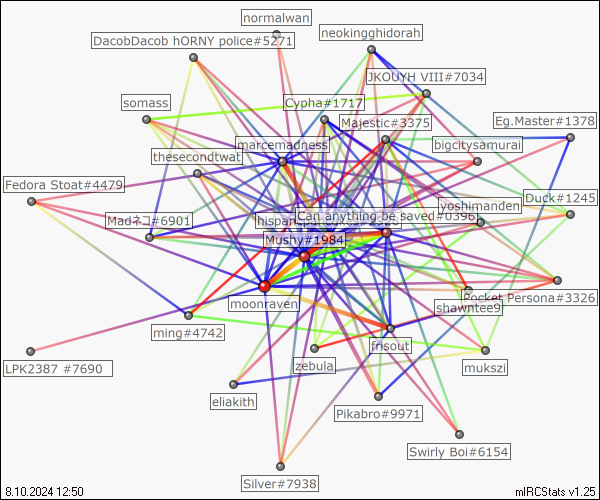 normalwan
neokingghidorah
DacobDacob hORNY police#5271
JKOUYH VIII#7034
somass
Cypha#1717
Majestic#3375
Eg.Master#1378
marcemadness
bigcitysamurai
thesecondtwat
Fedora Stoat#4479
yoshimanden
Duck#1245
Madネコ#6901
Can anything be saved#0396
Mushy#1984
moonraven
Pocket Persona#3326
shawntee9
ming#4742
frisout
LPK2387 #7690
zebula
mukszi
eliakith
Pikabro#9971
Swirly Boi#6154
Silver#7938
8.10.2024 12:50
mIRCStats v1.25